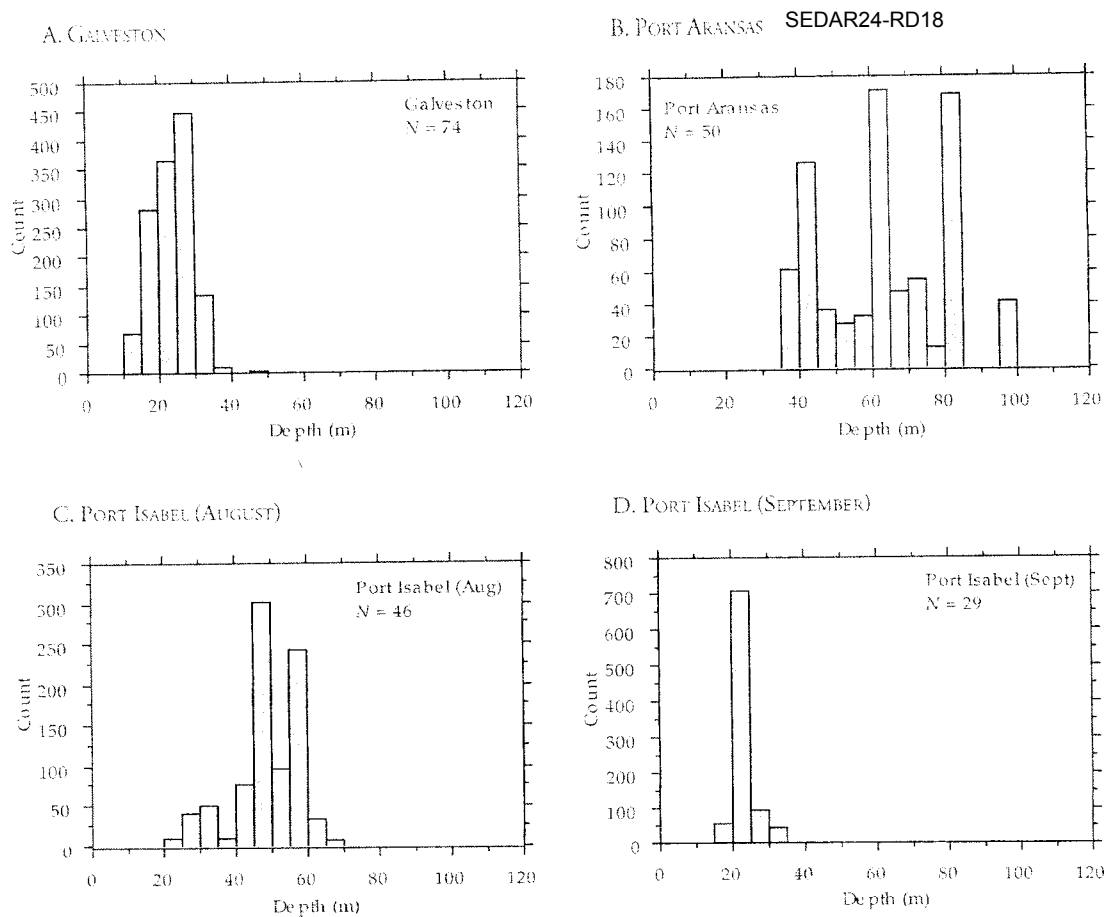 SEDAR24-RD18
A. GALVESTON
500
450
400
350
300
250
200
150
100
50
0
Count
Galveston
N = 74
0 20 40 60 80 100 120
Depth (m)
B. PORT ARANSAS
180
160
140
120
100
80
60
40
20
0
Count
Port Aransas
N = 50
0 20 40 60 80 100 120
Depth (m)
C. PORT ISABEL (AUGUST)
350
300
250
200
150
100
50
0
Count
Port Isabel (Aug)
N = 46
0 20 40 60 80 100 120
Depth (m)
D. PORT ISABEL (SEPTEMBER)
800
700
600
500
400
300
200
100
0
Count
Port Isabel (Sept)
N = 29
0 20 40 60 80 100 120
Depth (m)